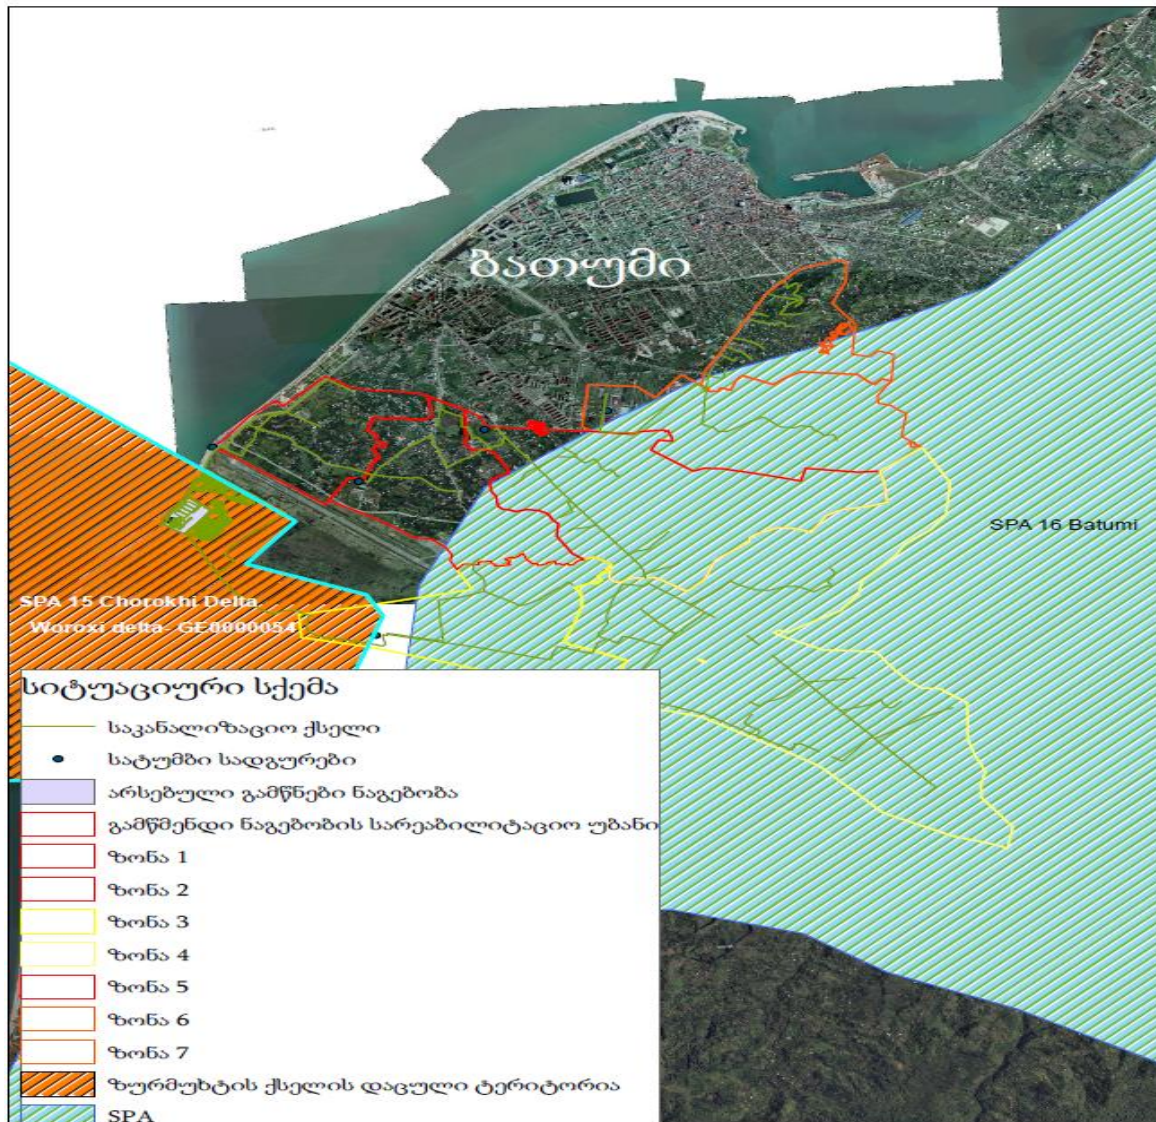 ბათუმი
SPA 16 Batumi
SPA 15 Chorokhi Delta
Woroxi delta GE0000054
სიტუაციური სქემა
საკანალიზაციო ქსელი
სატუმბი სადგურები
არსებული გამწნები ნაგებობა
გამწმენდი ნაგებობის სარეაბილიტაციო უბანი
ზონა 1
ზონა 2
ზონა 3
ზონა 4
ზონა 5
ზონა 6
ზონა 7
ზურმუხტის ქსელის დაცული ტერიტორია
SPA